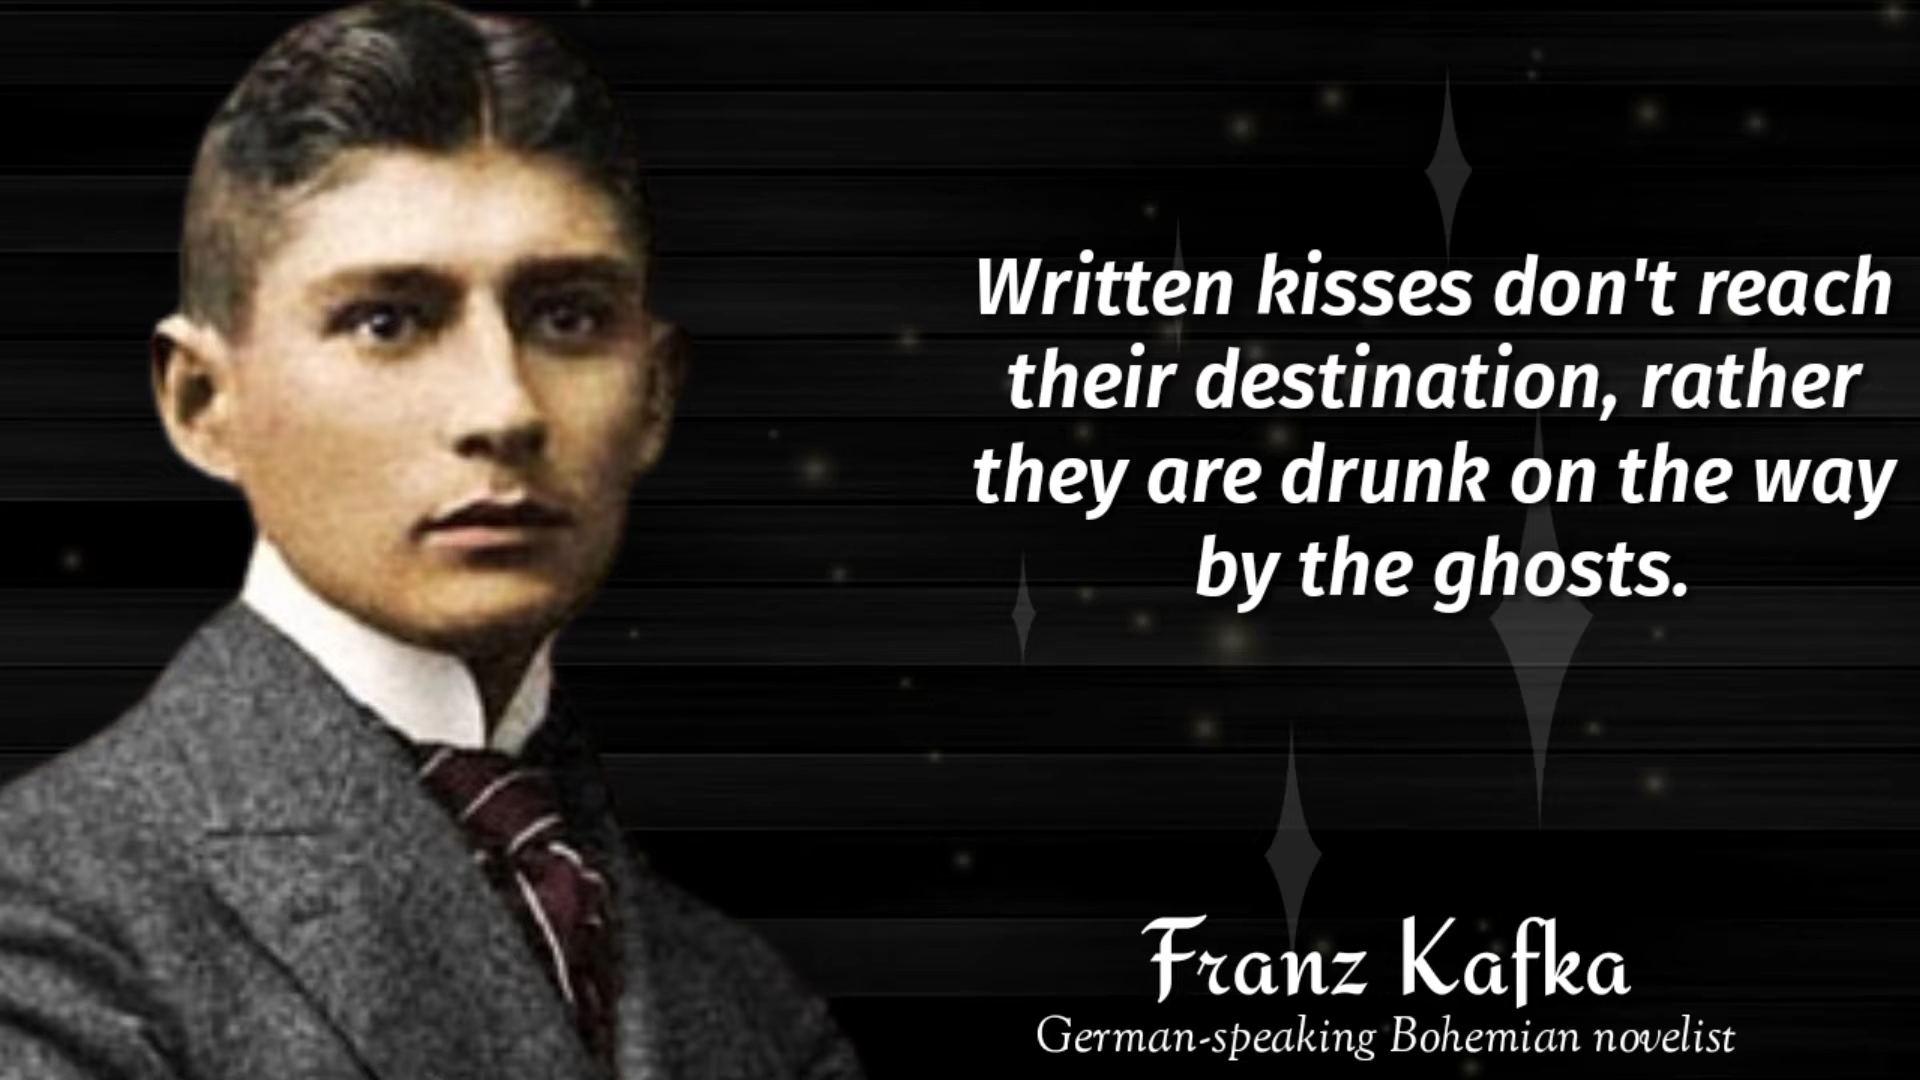 Written kisses don't reach
their destination, rather
they are drunk on the way
by the ghosts.
Franz Kafka
German-speaking Bohemian novelist